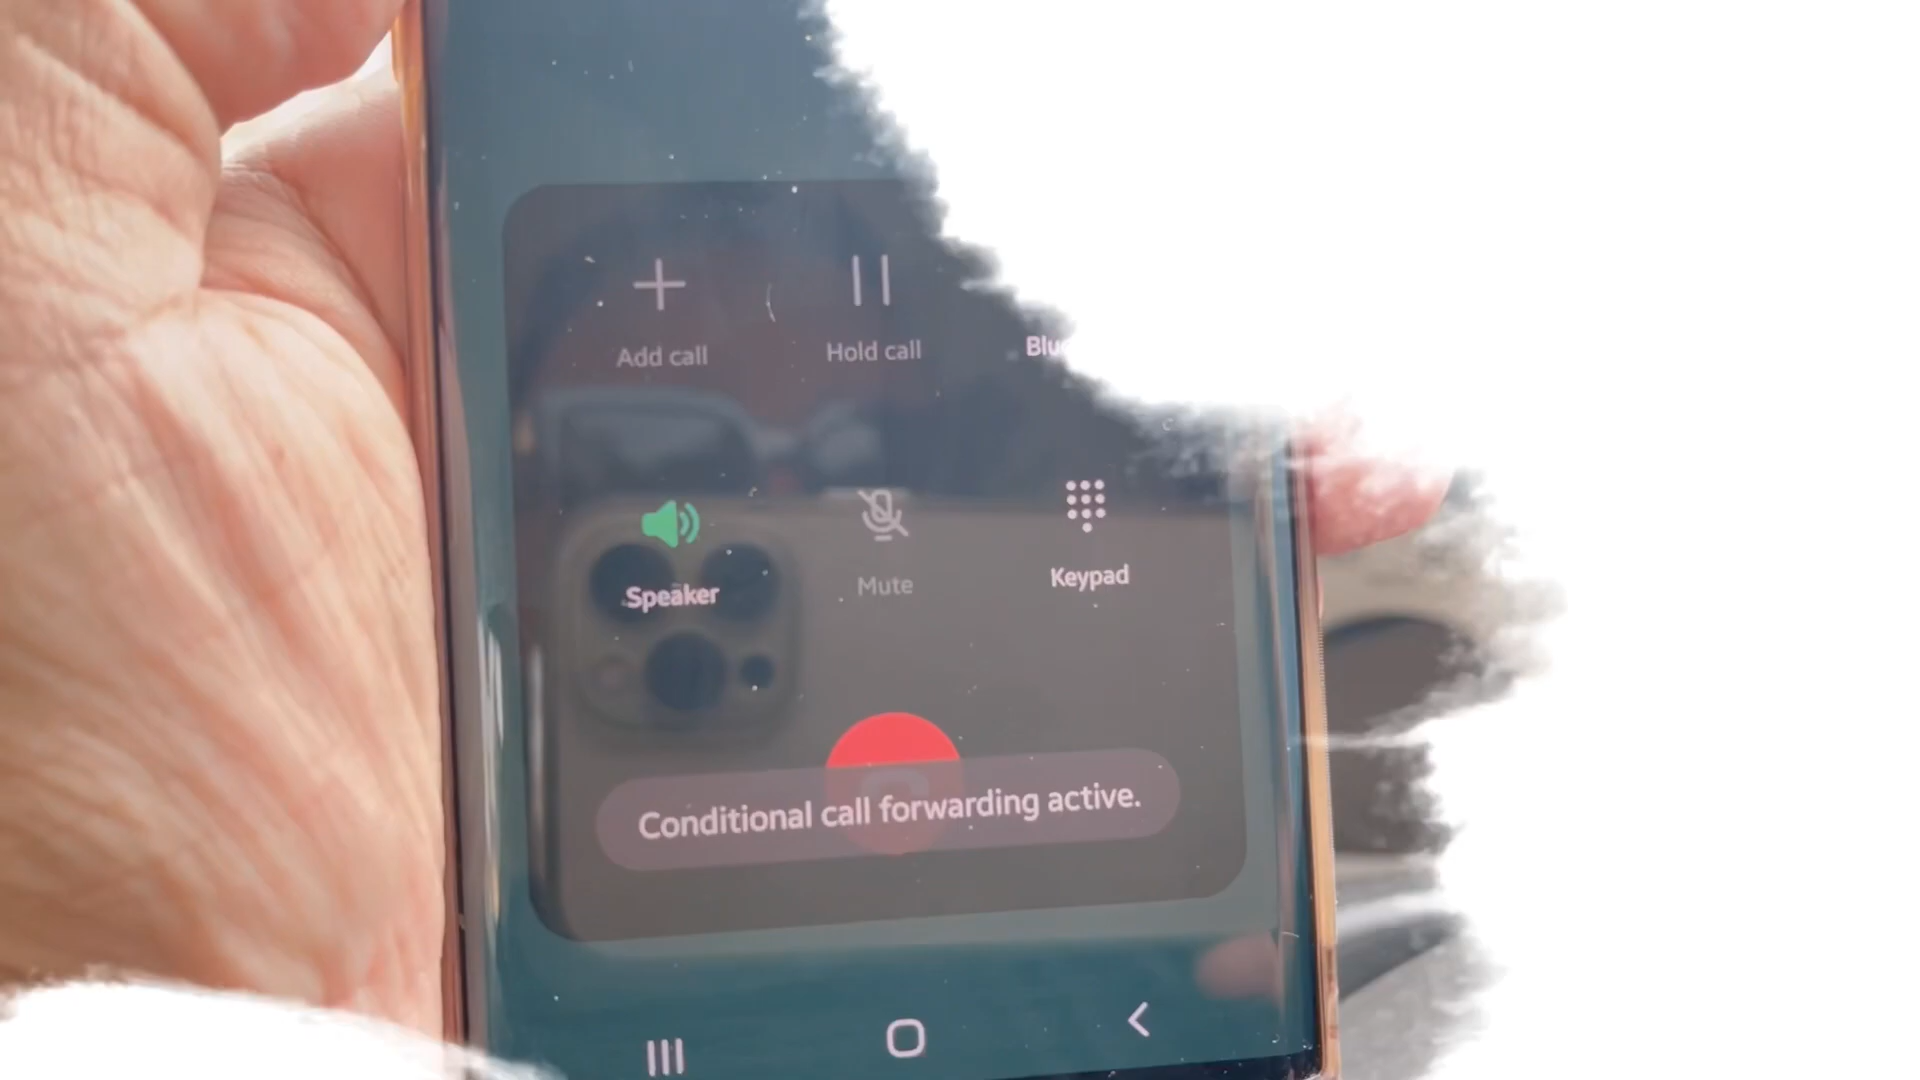 Add call
Hold call
Speaker
Mute
Keypad
Conditional call forwarding active.